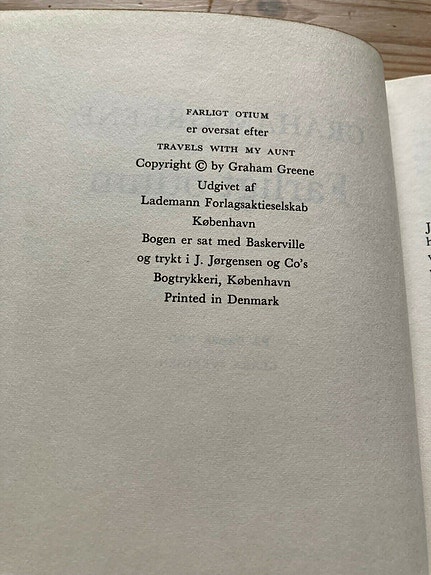 FARLIGT OTIUM
er oversat efter
TRAVELS WITH MY AUNT
Copyright © by Graham Greene
Udgivet af
Lademann Forlagsaktieselskab
København
Bogen er sat med Baskerville
og trykt i J. Jørgensen og Co's
Bogtrykkeri, København
Printed in Denmark